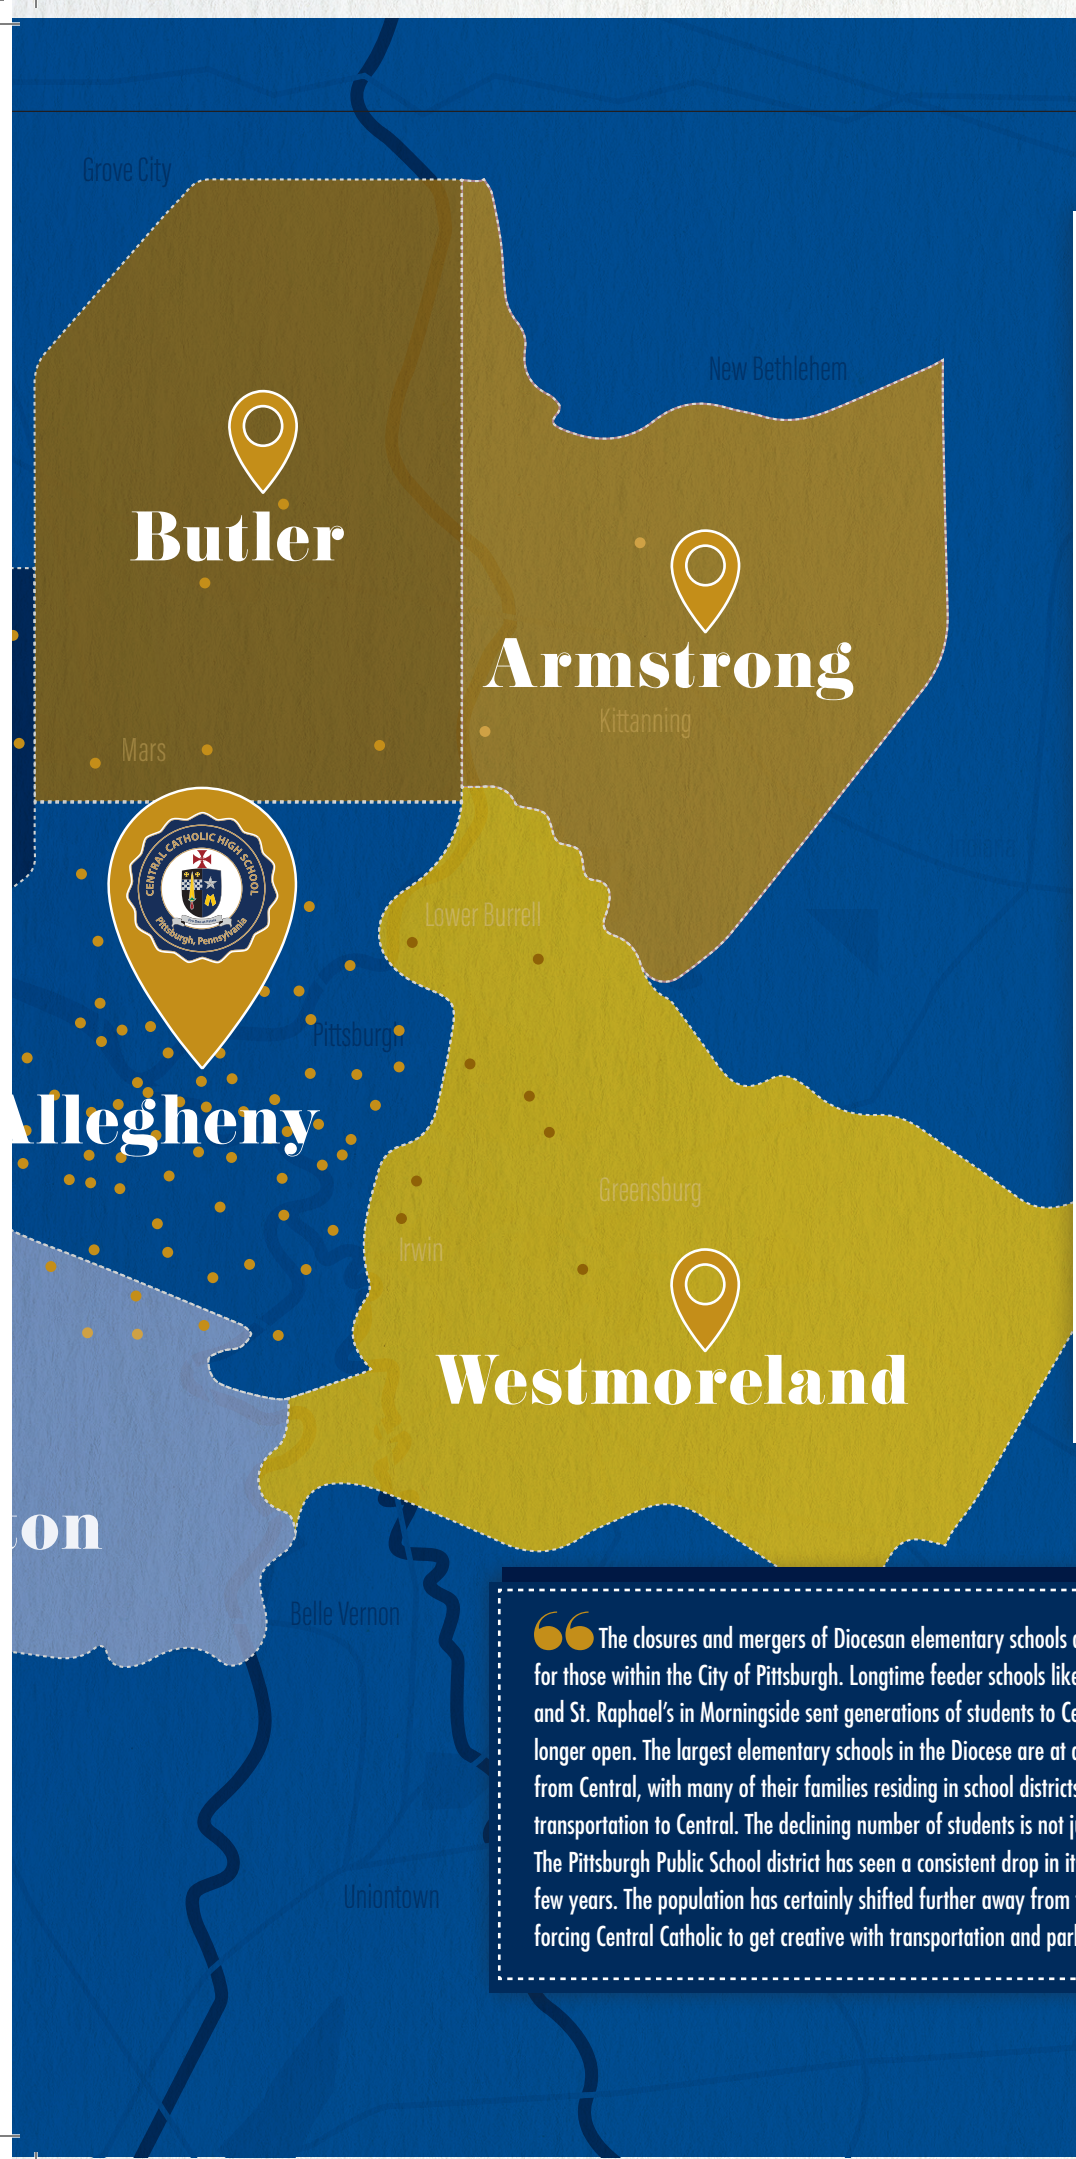 Grove City
New Bethlehem
Butler
Armstrong
Kittanning
Mars
CENTRAL CATHOLIC HIGH SCHOOL
Pittsburgh, Pennsylvania
Lower Burrell
Pittsburgh
Allegheny
Greensburg
Irwin
Westmoreland
ton
Belle Vernon
Uniontown
“The closures and mergers of Diocesan elementary schools
for those within the City of Pittsburgh. Longtime feeder schools like
and St. Raphael’s in Morningside sent generations of students to Ce
longer open. The largest elementary schools in the Diocese are at
from Central, with many of their families residing in school districts
transportation to Central. The declining number of students is not j
The Pittsburgh Public School district has seen a consistent drop in it
few years. The population has certainly shifted further away from
forcing Central Catholic to get creative with transportation and par